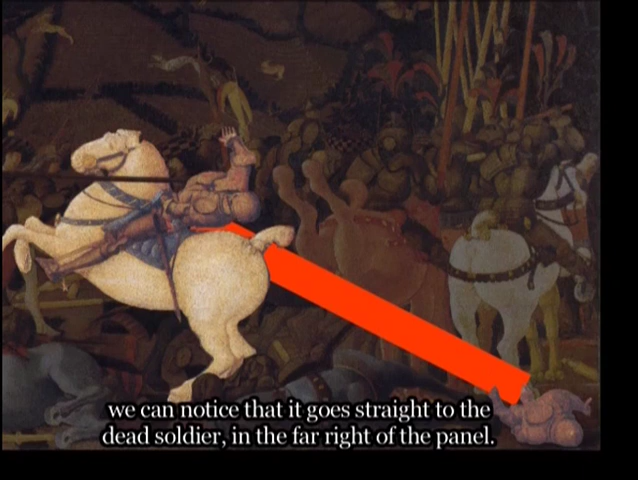 we can notice that it goes straight to the
dead soldier, in the far right of the panel.